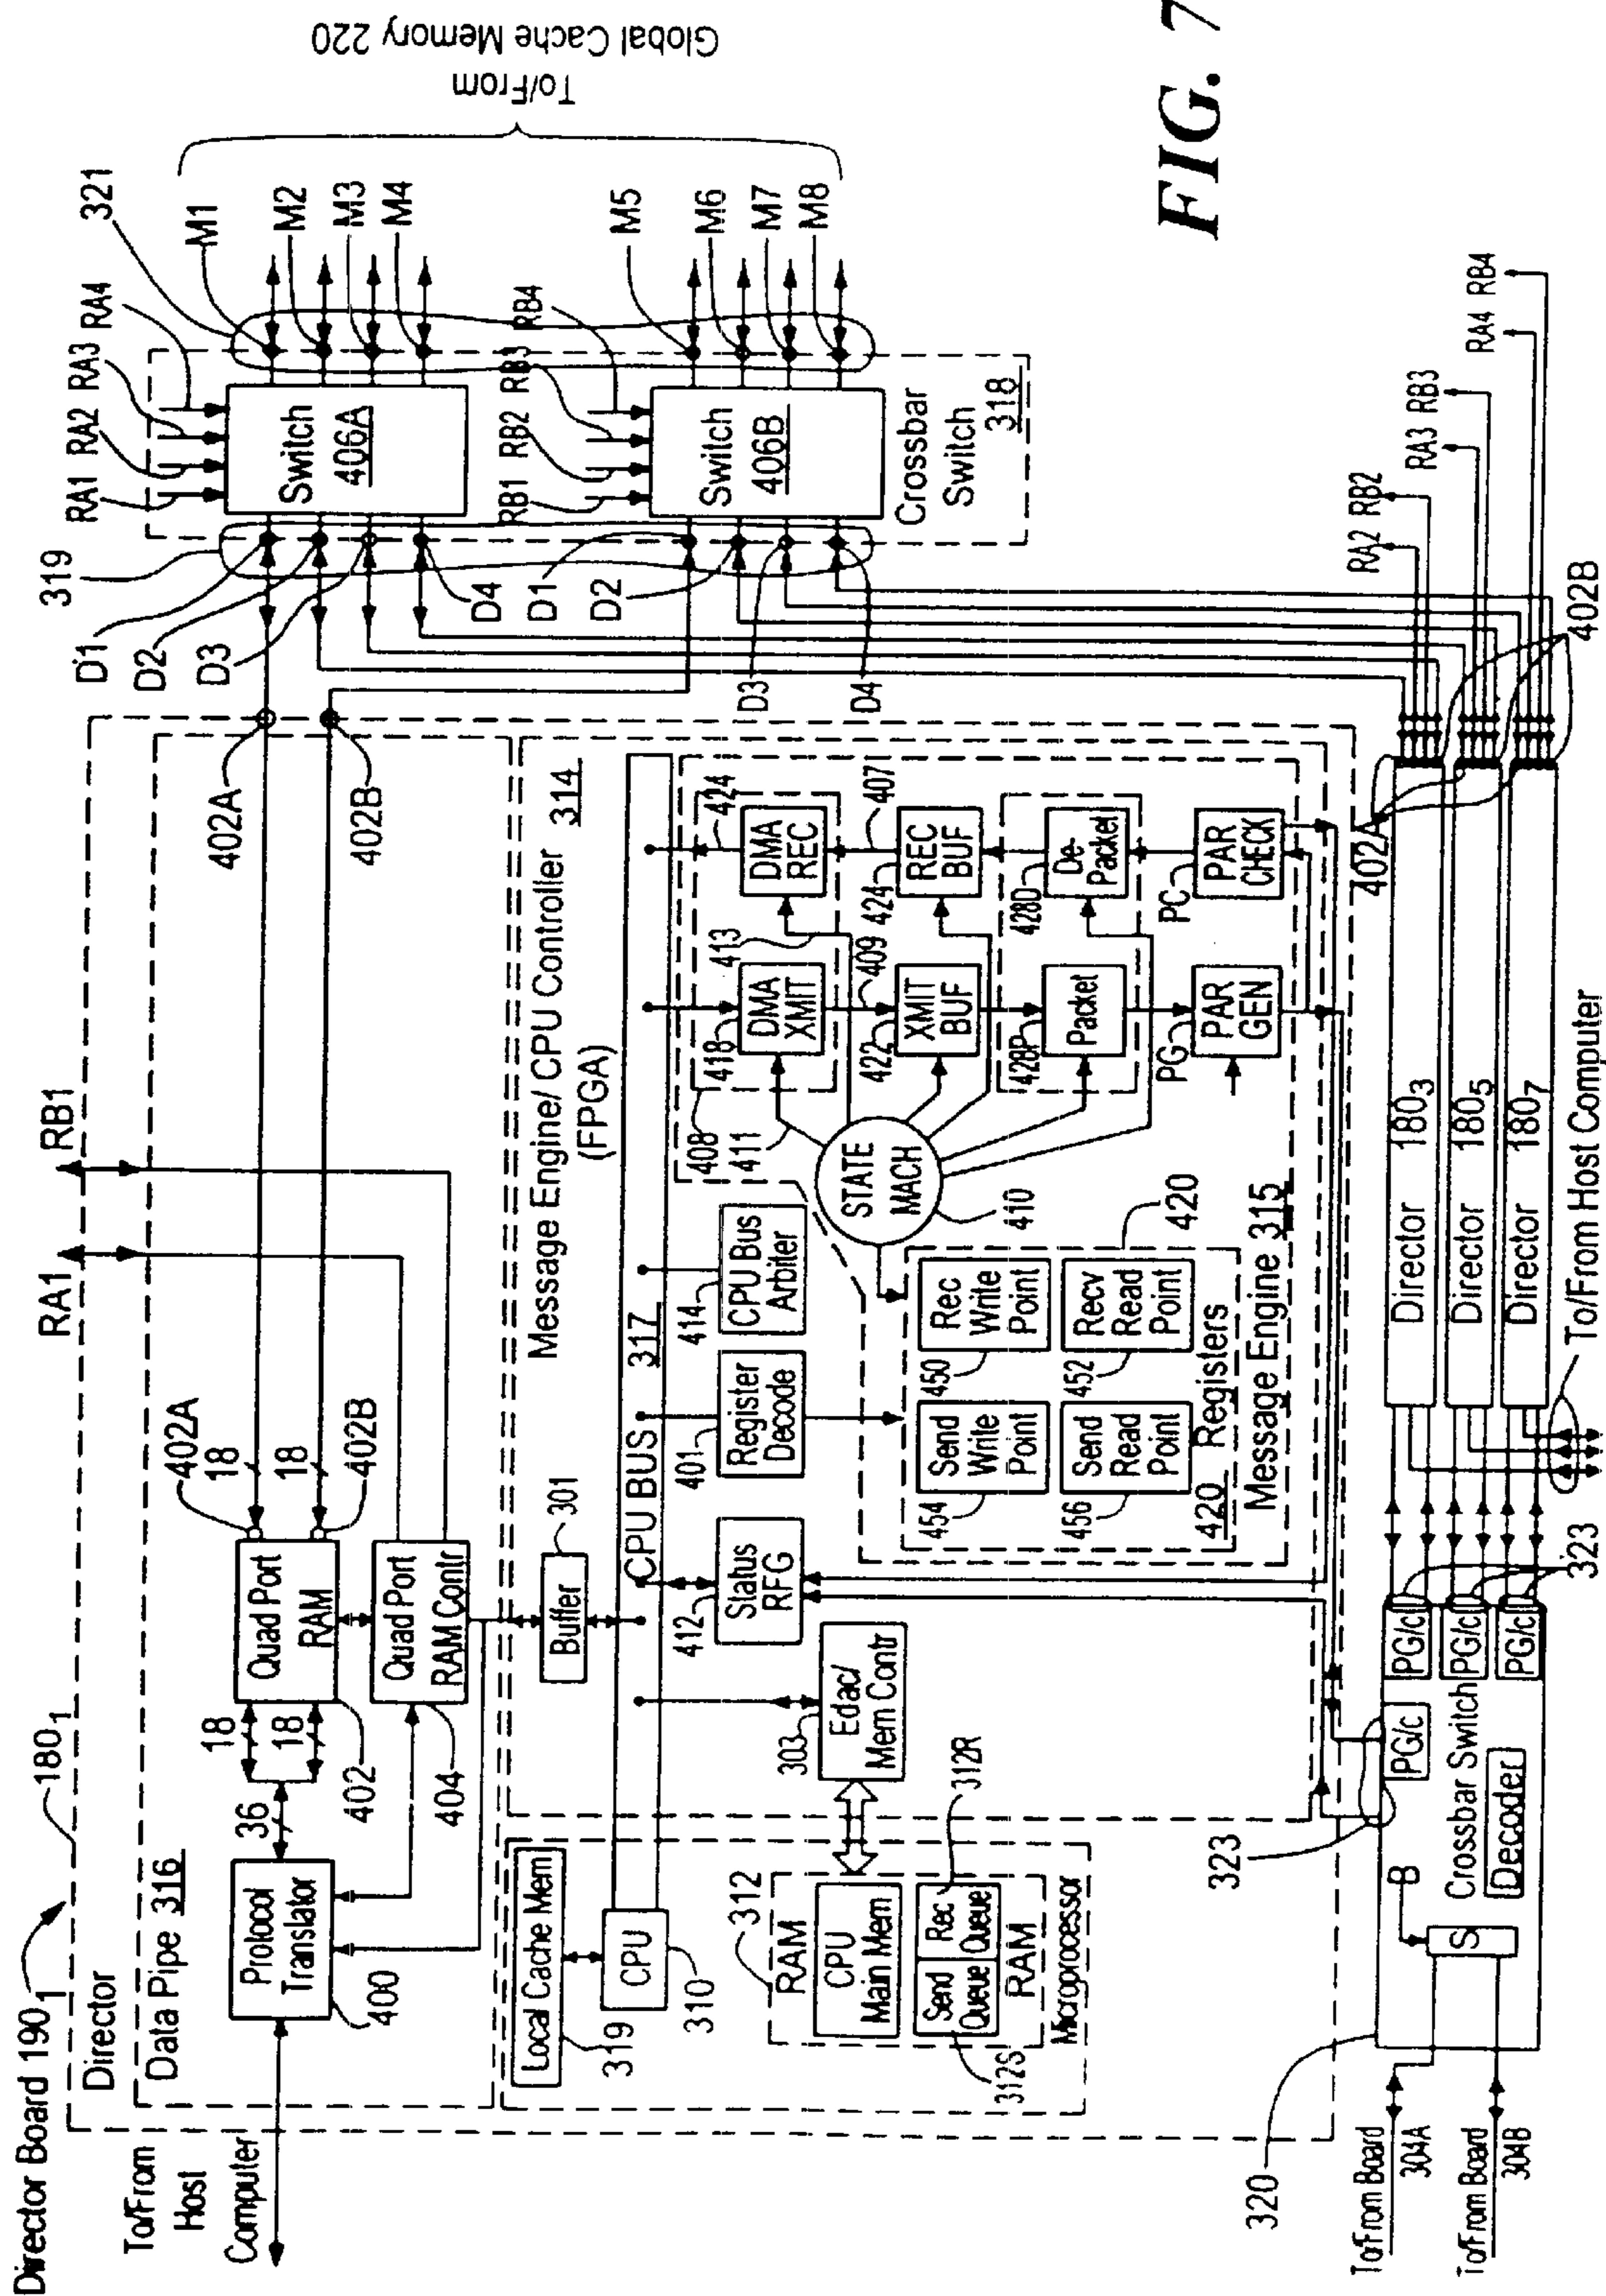 Director Board 190₁
180₁
Director
Data Pipe 316
To/From
Host
Computer
Protocol
Translator
400
36
18
18
Quad Port
RAM
402
Quad Port
RAM Contr
404
402A
18
18
402B
RA1
RB1
402A
402B
Local Cache Mem
319
CPU
310
312
RAM
CPU
Main Mem
Send
Queue
Rec
Queue
RAM
Microprocessor
312S
312R
Message Engine/ CPU Controller
(FPGA)
314
Buffer
301
CPU BUS
317
303
Edac/
Mem Contr
412
Status
RFG
401
Register
Decode
414
CPU Bus
Arbiter
454
Send
Write
Point
450
Rec
Write
Point
456
Send
Read
Point
452
Recv
Read
Point
420
Registers
420
Message Engine 315
STATE
MACH
410
408
411
418
DMA
XMIT
413
DMA
REC
424
422
XMIT
BUF
409
424
REC
BUF
407
428P
Packet
428D
De-
Packet
PG
PAR
GEN
PC
PAR
CHECK
319
D1
D2
D3
D4
D1
D2
D3
D4
RA1
RA2
RA3
RA4
Switch
406A
RB1
RB2
RB3
RB4
Switch
406B
Crossbar
Switch
318
321
M1
M2
M3
M4
M5
M6
M7
M8
To/From
Global Cache Memory 220
FIG. 7
320
To/From Board
304A
To/From Board
304B
S
B
Crossbar Switch
Decoder
323
PG/c
PG/c
PG/c
PG/c
323
To/From Host Computer
Director 180₃
Director 180₅
Director 180₇
402A
402B
RA2
RB2
RA3
RB3
RA4
RB4